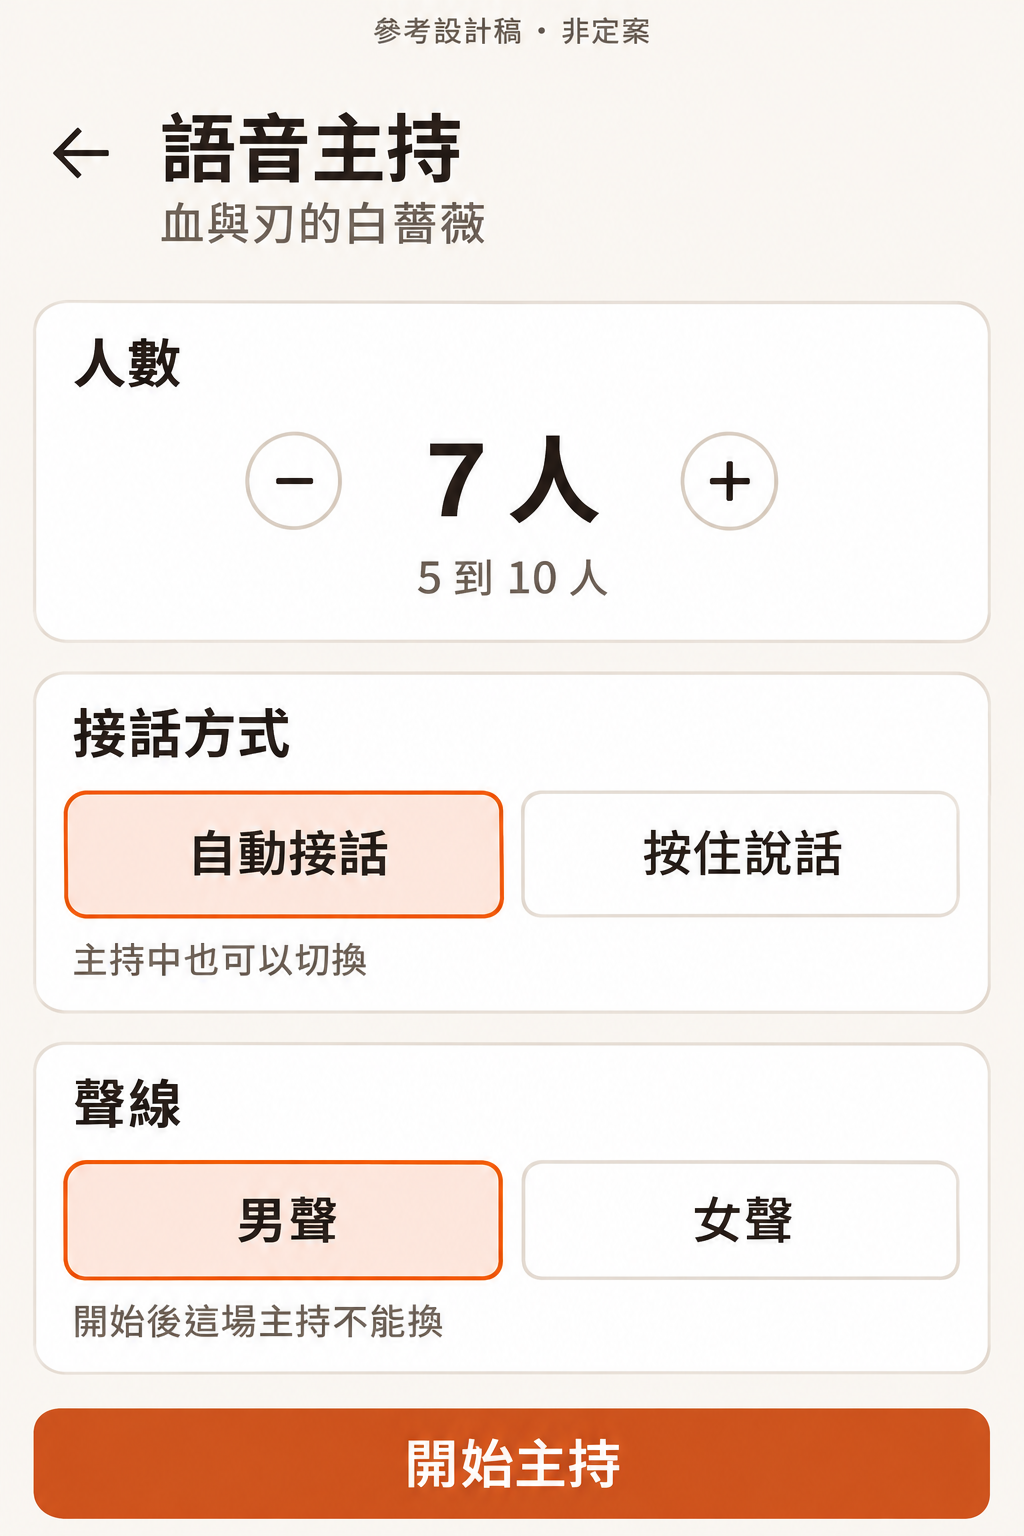 參考設計稿・非定案
語音主持
血與刃的白薔薇
人數
7 人
5 到 10 人
接話方式
自動接話
按住說話
主持中也可以切換
聲線
男聲
女聲
開始後這場主持不能換
開始主持